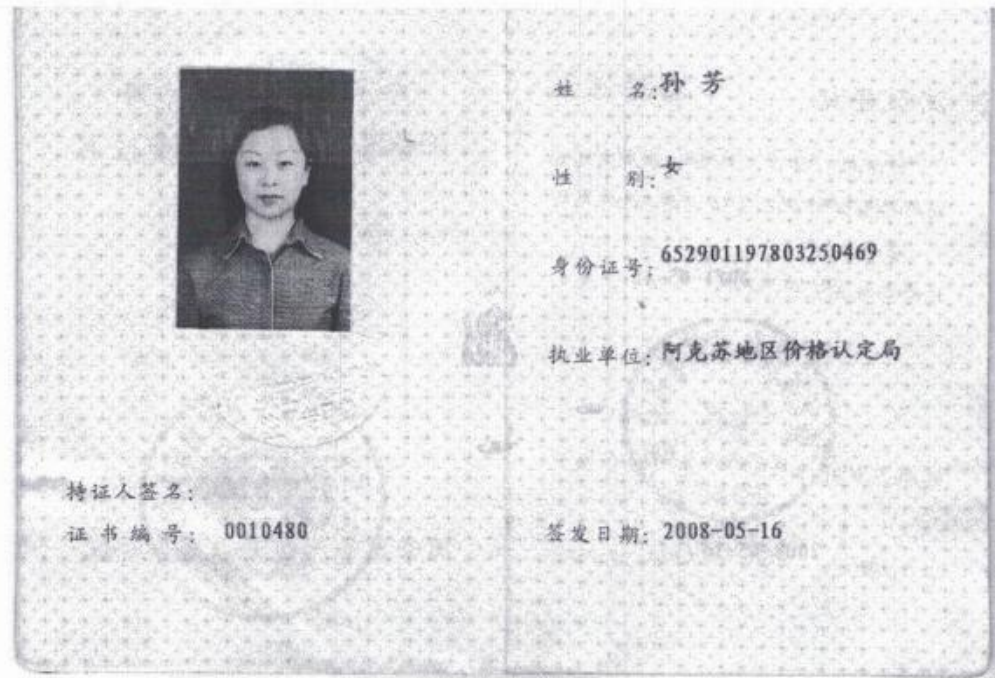 姓 名:孙 芳
性 别:女
身份证号:652901197803250469
执业单位:阿克苏地区价格认定局
持证人签名:
证 书 编 号: 0010480
签发日期:2008-05-16